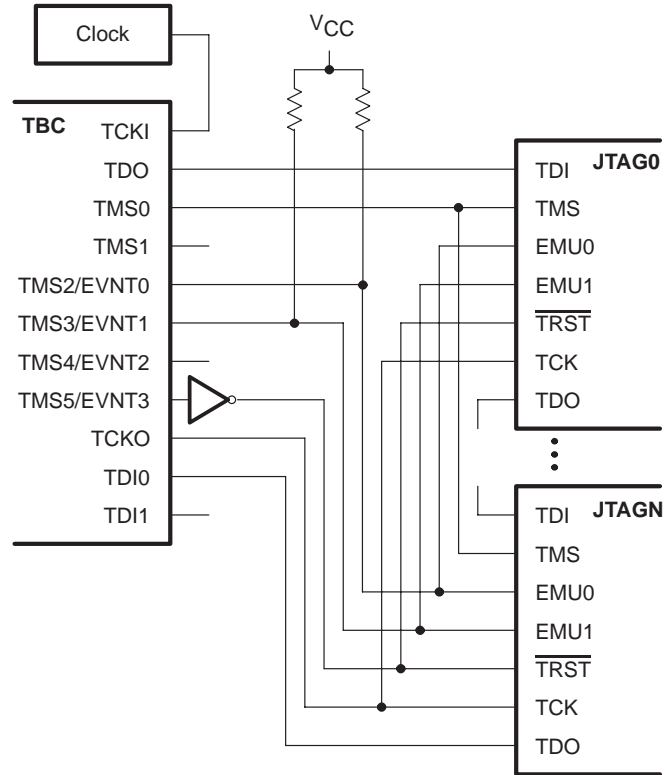 Clock
VCC
TBC
TCKI
TDO
TMS0
TMS1
TMS2/EVNT0
TMS3/EVNT1
TMS4/EVNT2
TMS5/EVNT3
TCKO
TDI0
TDI1
JTAG0
TDI
TMS
EMU0
EMU1
TRST
TCK
TDO
JTAGN
TDI
TMS
EMU0
EMU1
TRST
TCK
TDO